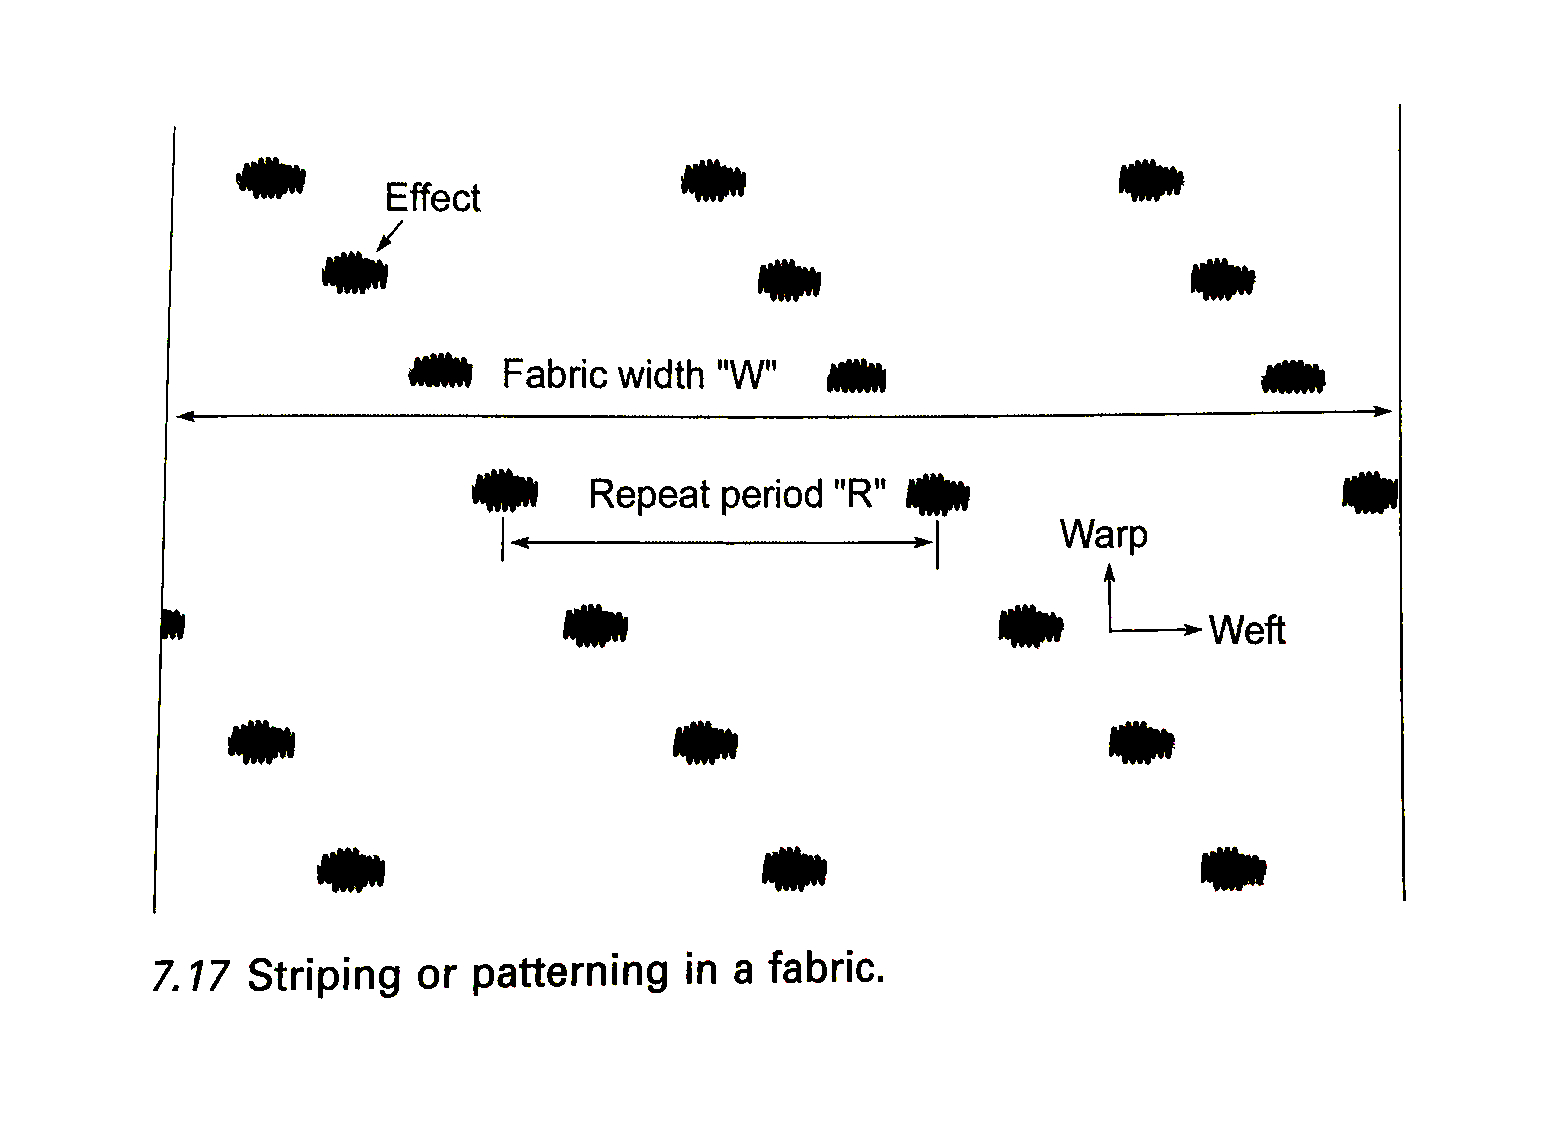 Effect
Fabric width "W"
Repeat period "R"
Warp
Weft
7.17 Striping or patterning in a fabric.